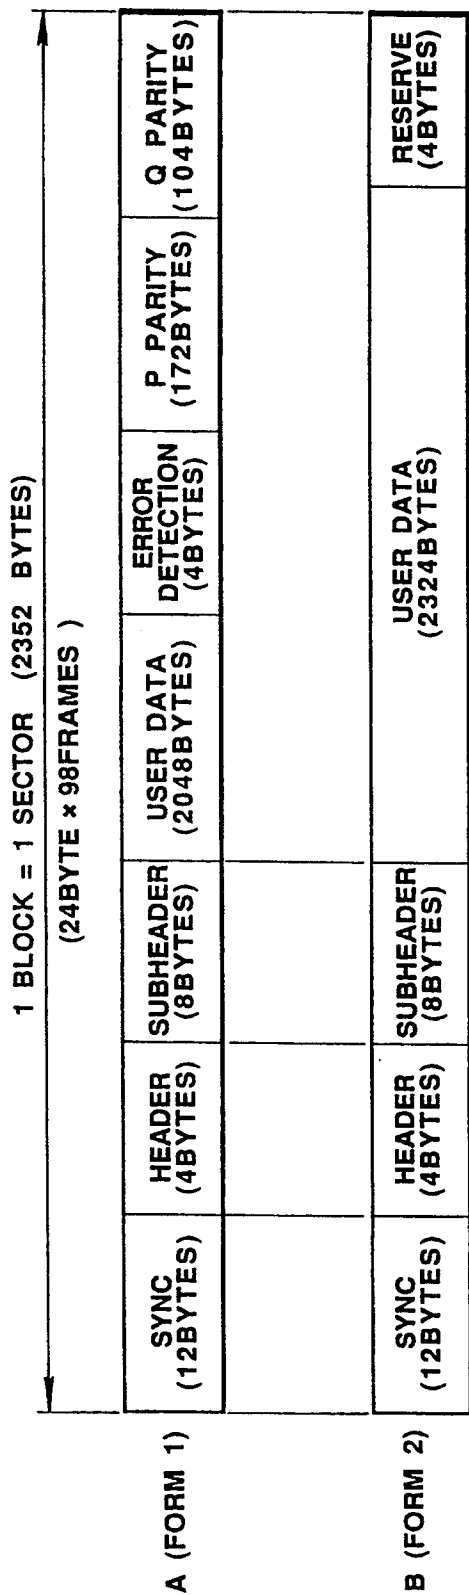 1 BLOCK = 1 SECTOR (2352 BYTES)
(24BYTE × 98FRAMES )
A (FORM 1)
SYNC
(12BYTES)
HEADER
(4BYTES)
SUBHEADER
(8BYTES)
USER DATA
(2048BYTES)
ERROR
DETECTION
(4BYTES)
P PARITY
(172BYTES)
Q PARITY
(104BYTES)
B (FORM 2)
SYNC
(12BYTES)
HEADER
(4BYTES)
SUBHEADER
(8BYTES)
USER DATA
(2324BYTES)
RESERVE
(4BYTES)